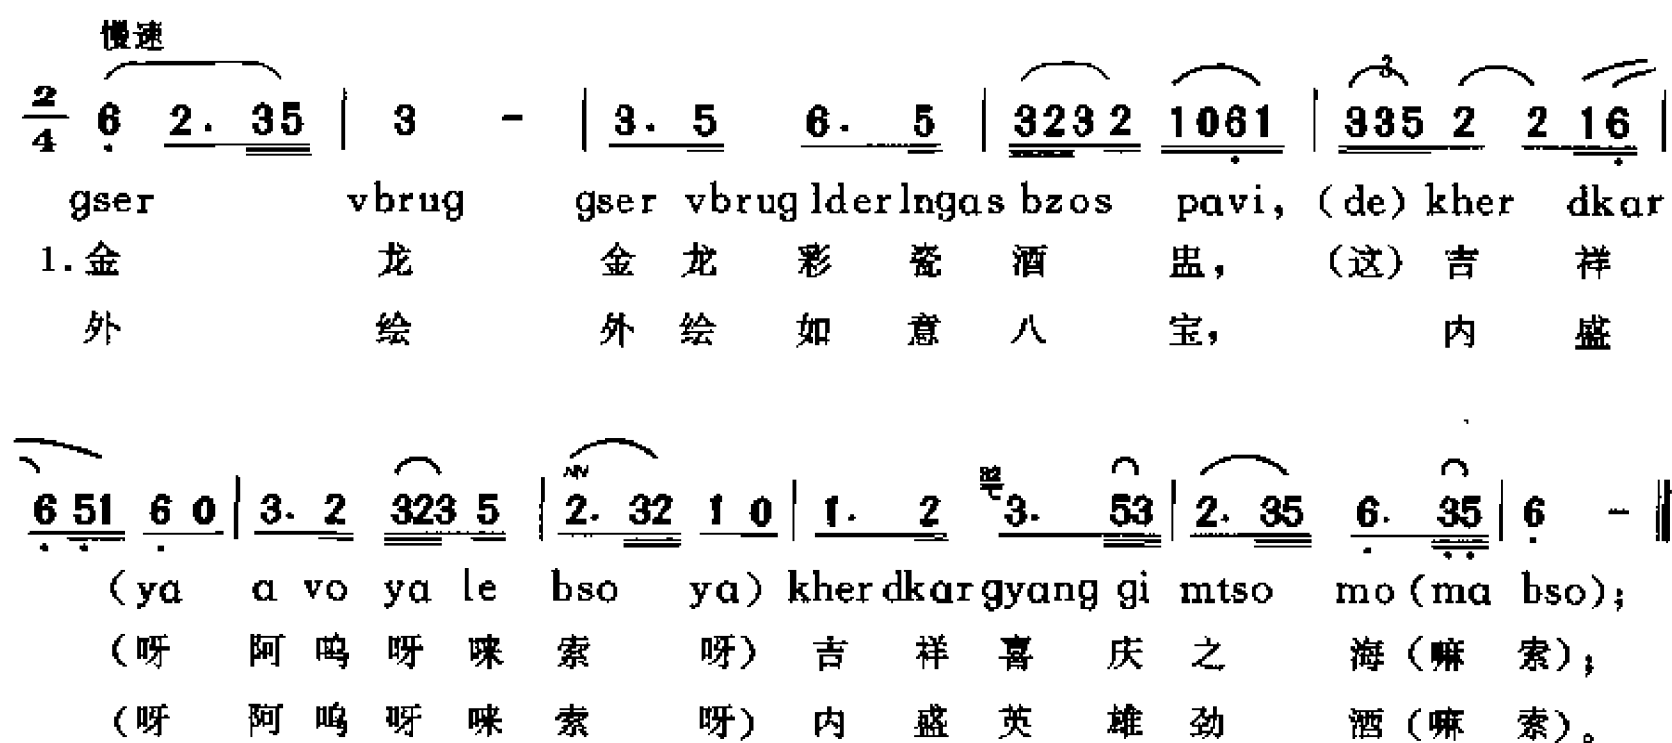 慢速
2/4 6 2. 35 | 3 - | 3. 5 6. 5 | 3232 1061 | 335 2 2 16 |
gser vbrug gser vbrug lderlngas bzos pavi, (de) kher dkar
1. 金 龙 金 龙 彩 瓷 酒 盅, (这) 吉 祥
外 绘 外 绘 如 意 八 宝, 内 盛
6 51 6 0 | 3. 2 323 5 | 2. 32 1 0 | 1. 2 3. 53 | 2. 35 6. 35 | 6 - ‖
(ya a vo ya le bso ya) kher dkar gyang gi mtso mo (ma bso);
(呀 阿 呜 呀 唻 索 呀) 吉 祥 喜 庆 之 海 (嘛 索);
(呀 阿 呜 呀 唻 索 呀) 内 盛 英 雄 劲 酒 (嘛 索)。